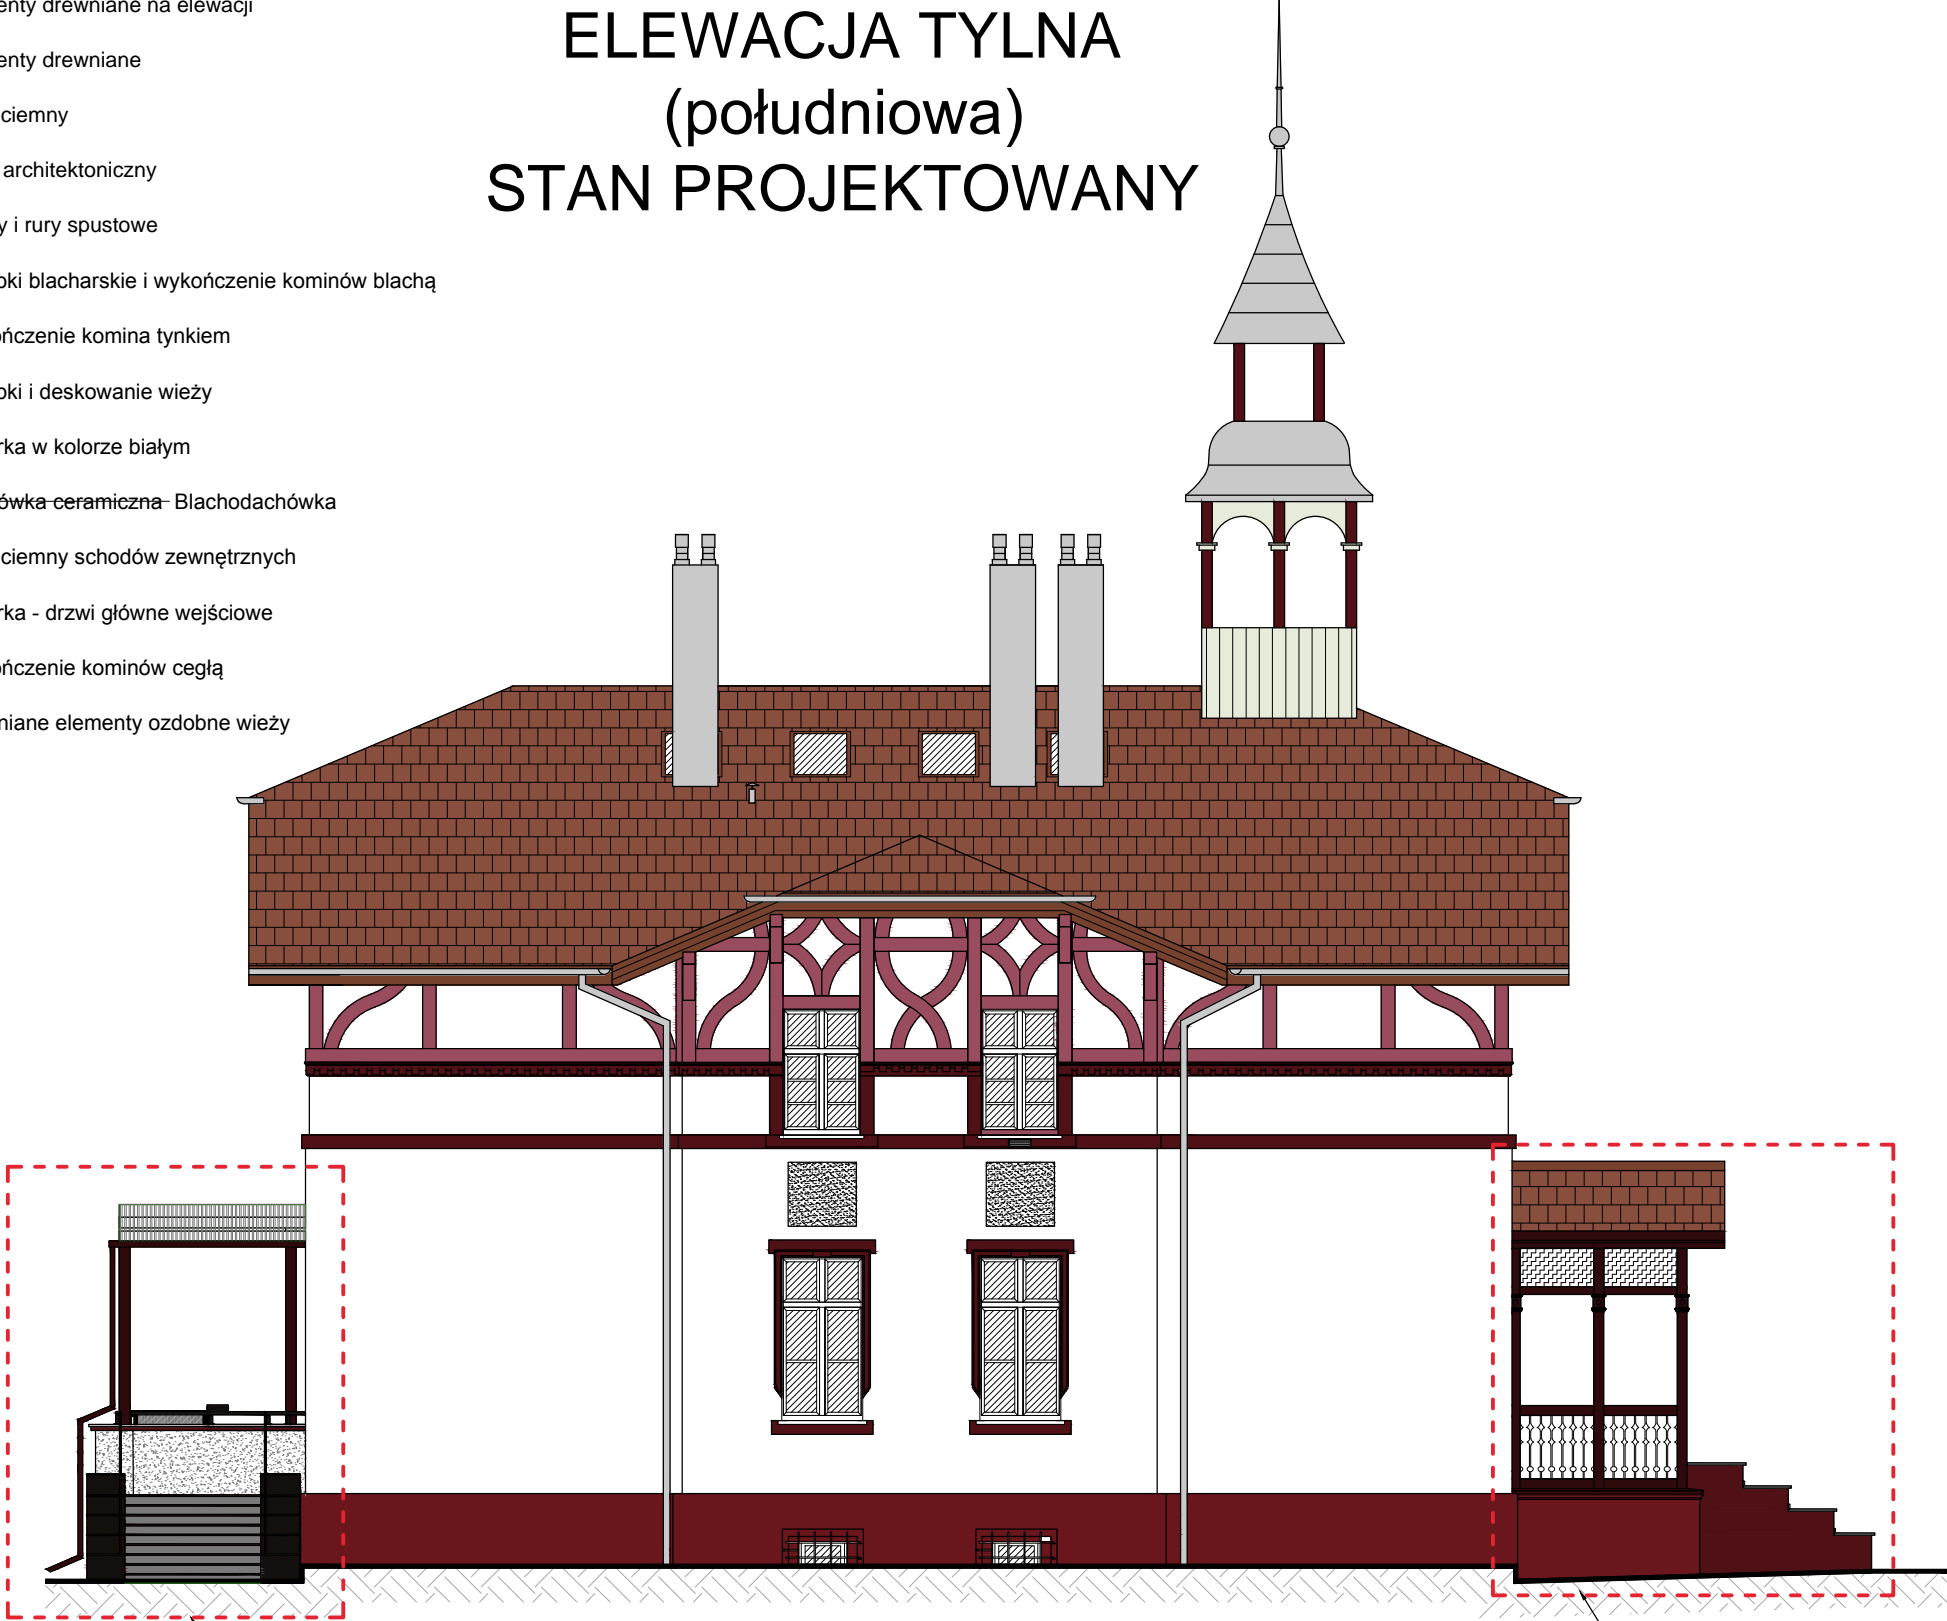 enty drewniane na elewacji
ELEWACJA TYLNA
(południowa)
STAN PROJEKTOWANY
enty drewniane
ciemny
architektoniczny
y i rury spustowe
bki blacharskie i wykończenie kominów blachą
ończenie komina tynkiem
bki i deskowanie wieży
rka w kolorze białym
ówka ceramiczna Blachodachówka
ciemny schodów zewnętrznych
rka - drzwi główne wejściowe
ończenie kominów cegłą
niane elementy ozdobne wieży